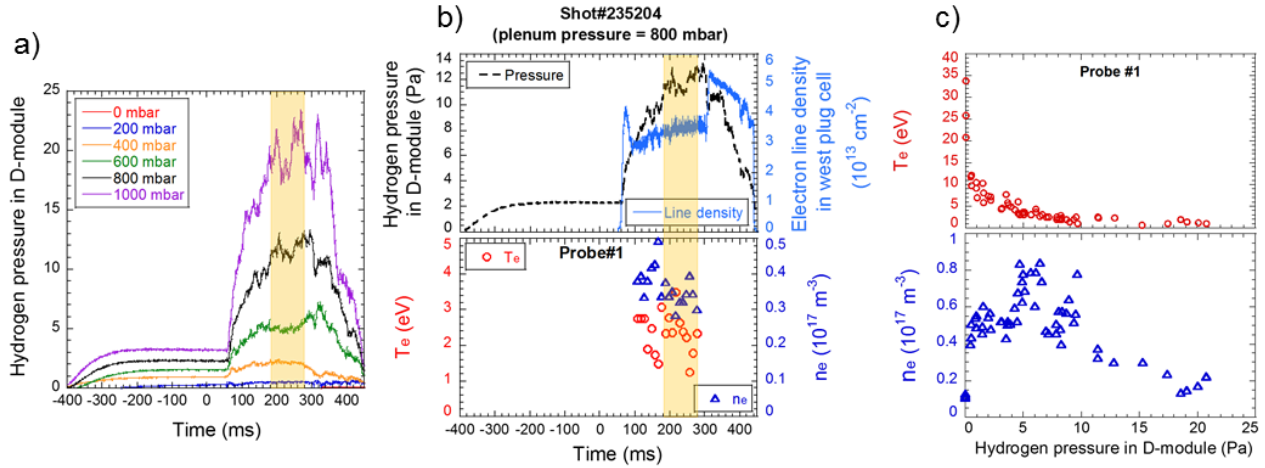 a)
Hydrogen pressure in D-module
25
20
15
10
5
0
0 mbar
200 mbar
400 mbar
600 mbar
800 mbar
1000 mbar
-400 -300 -200 -100 0 100 200 300 400
Time (ms)
b)
Shot#235204
(plenum pressure = 800 mbar)
Hydrogen pressure
in D-module (Pa)
14
12
10
8
6
4
2
0
Pressure
Line density
6
5
4
3
2
1
0
Electron line density
in west plug cell
(10¹³ cm⁻²)
Te (eV)
5
4
3
2
1
0
Te
Probe#1
ne
0.5
0.4
0.3
0.2
0.1
0
ne (10¹⁷ m⁻³)
-400 -300 -200 -100 0 100 200 300 400
Time (ms)
c)
Te (eV)
40
35
30
25
20
15
10
5
0
Probe #1
ne (10¹⁷ m⁻³)
1
0.8
0.6
0.4
0.2
0
0 5 10 15 20 25
Hydrogen pressure in D-module (Pa)